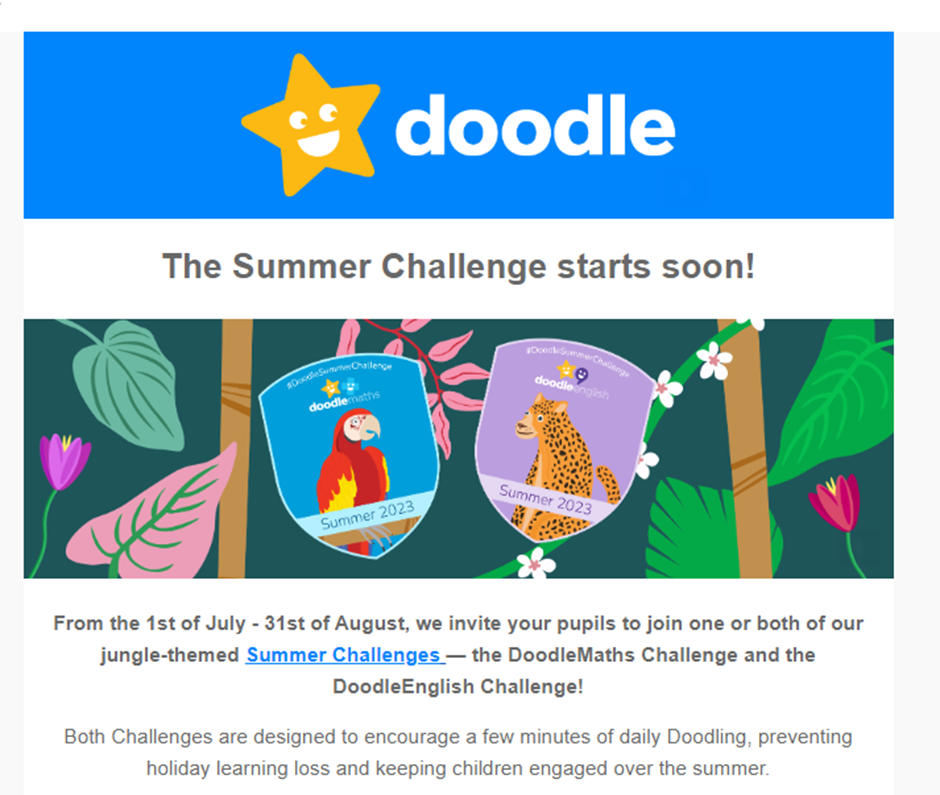 doodle
The Summer Challenge starts soon!
#DoodleSummerChallenge
doodlemaths
Summer 2023
#DoodleSummerChallenge
doodleenglish
Summer 2023
From the 1st of July - 31st of August, we invite your pupils to join one or both of our
jungle-themed Summer Challenges — the DoodleMaths Challenge and the
DoodleEnglish Challenge!
Both Challenges are designed to encourage a few minutes of daily Doodling, preventing
holiday learning loss and keeping children engaged over the summer.